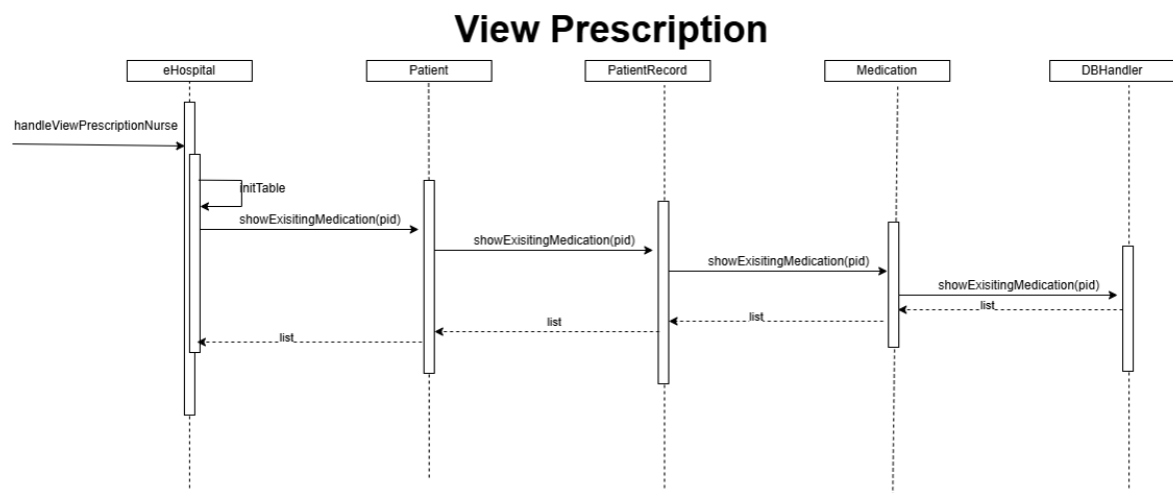 View Prescription
eHospital
Patient
PatientRecord
Medication
DBHandler
handleViewPrescriptionNurse
initTable
showExisitingMedication(pid)
showExisitingMedication(pid)
showExisitingMedication(pid)
showExisitingMedication(pid)
list
list
list
list